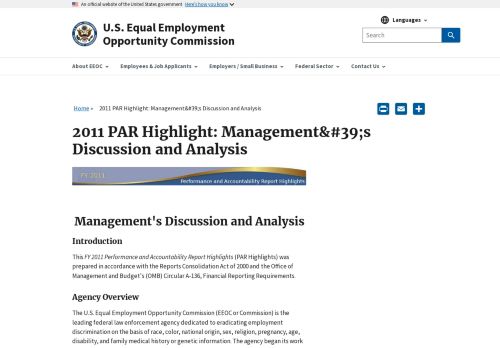 An official website of the United States government Here's how you know
U.S. Equal Employment
Opportunity Commission
Languages
Search
About EEOC
Employees & Job Applicants
Employers / Small Business
Federal Sector
Contact Us
Home » 2011 PAR Highlight: Management&#39;s Discussion and Analysis
2011 PAR Highlight: Management&#39;s
Discussion and Analysis
FY 2011
Performance and Accountability Report Highlights
Management's Discussion and Analysis
Introduction
This FY 2011 Performance and Accountability Report Highlights (PAR Highlights) was
prepared in accordance with the Reports Consolidation Act of 2000 and the Office of
Management and Budget's (OMB) Circular A-136, Financial Reporting Requirements.
Agency Overview
The U.S. Equal Employment Opportunity Commission (EEOC or Commission) is the
leading federal law enforcement agency dedicated to eradicating employment
discrimination on the basis of race, color, national origin, sex, religion, pregnancy, age,
disability, and family medical history or genetic information. The agency began its work